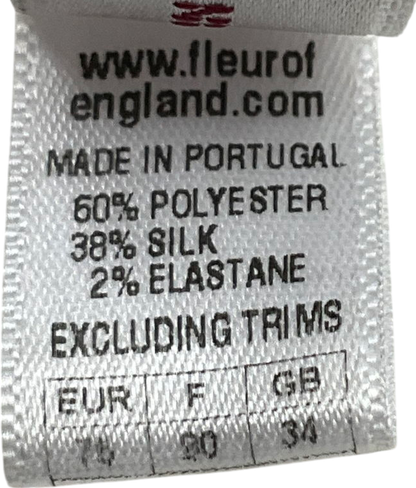 www.fleurof
england.com
MADE IN PORTUGAL
60% POLYESTER
38% SILK
2% ELASTANE
EXCLUDING TRIMS
EUR F GB
75 90 34